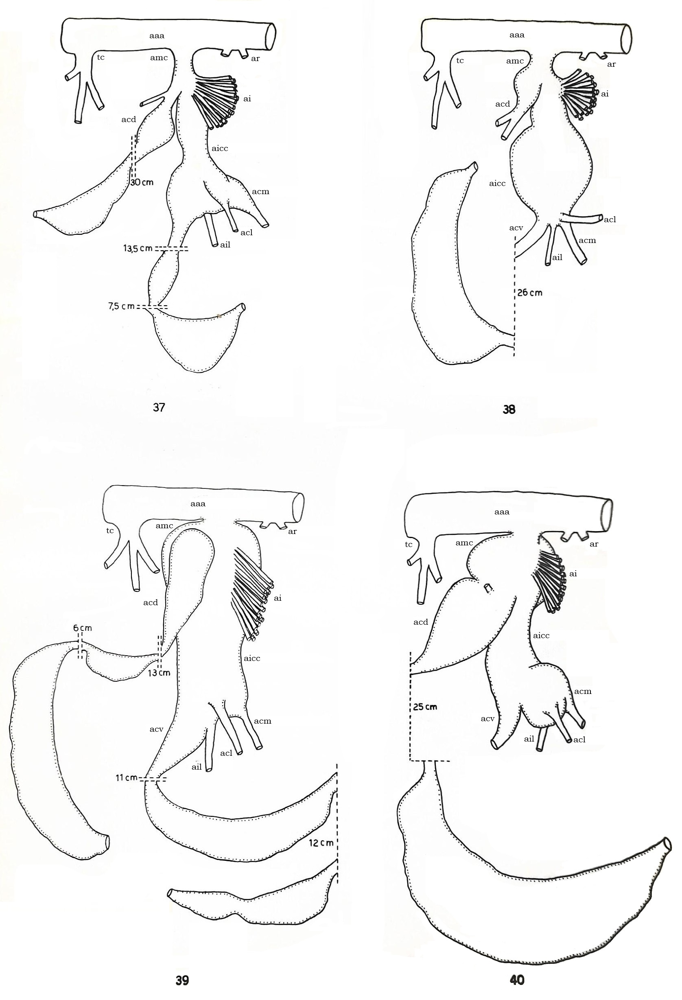 aaa
tc
amc
ar
ai
acd
aicc
30 cm
acm
acl
ail
13,5 cm
7,5 cm
37
aaa
tc
amc
ar
ai
acd
aicc
acl
acv
acm
ail
26 cm
38
aaa
tc
amc
ar
ai
acd
6 cm
aicc
13 cm
acm
acv
acl
ail
11 cm
12 cm
39
aaa
tc
amc
ar
ai
acd
aicc
acm
25 cm
acv
ail
acl
40